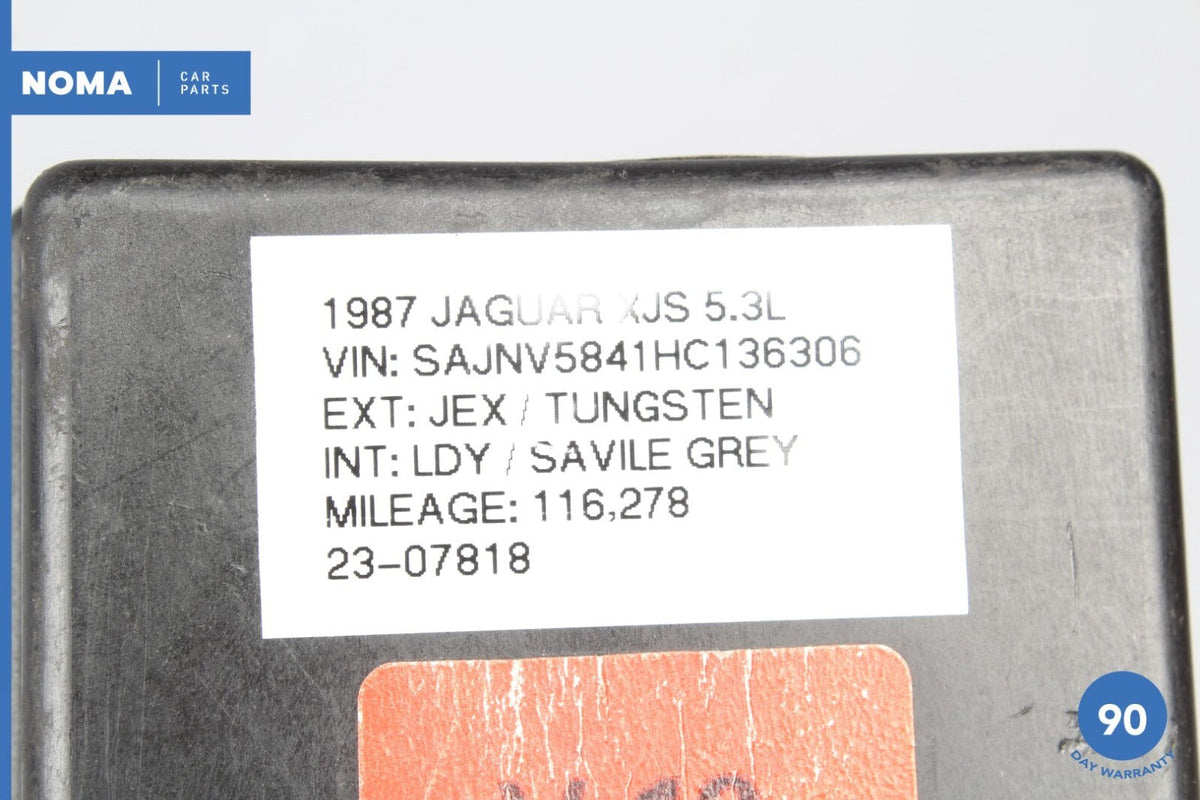 NOMA
CAR
PARTS
1987 JAGUAR XJS 5.3L
VIN: SAJNV5841HC136306
EXT: JEX / TUNGSTEN
INT: LDY / SAVILE GREY
MILEAGE: 116,278
23-07818
90
DAY WARRANTY